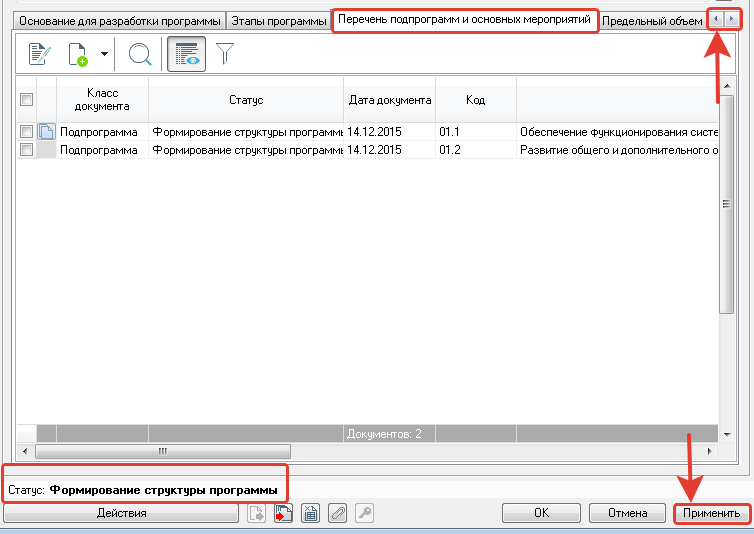 Основание для разработки программы Этапы программы Перечень подпрограмм и основных мероприятий Предельный объем
Класс документа Статус Дата документа Код
Подпрограмма Формирование структуры программы 14.12.2015 01.1 Обеспечение функционирования систе
Подпрограмма Формирование структуры программы 14.12.2015 01.2 Развитие общего и дополнительного о
Документов: 2
Статус: Формирование структуры программы
Действия OK Отмена Применить